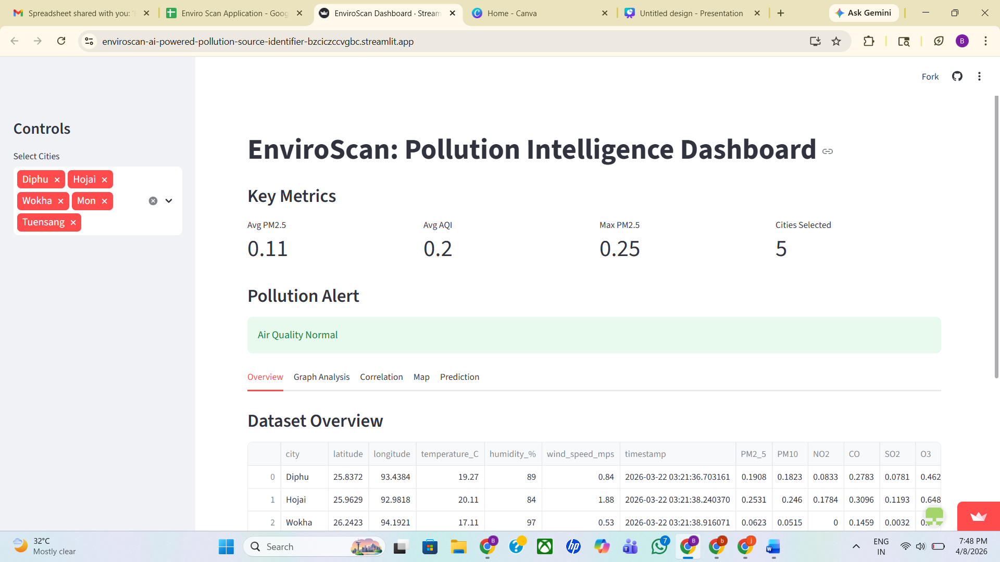 Spreadsheet shared with you: '
Enviro Scan Application - Goog
EnviroScan Dashboard · Stream
Home - Canva
Untitled design - Presentation
Ask Gemini
enviroscan-ai-powered-pollution-source-identifier-bzciczccvgbc.streamlit.app
B
Fork
Controls
Select Cities
Diphu
Hojai
Wokha
Mon
Tuensang
EnviroScan: Pollution Intelligence Dashboard
Key Metrics
Avg PM2.5 Avg AQI Max PM2.5 Cities Selected
0.11 0.2 0.25 5
Pollution Alert
Air Quality Normal
Overview Graph Analysis Correlation Map Prediction
Dataset Overview
city latitude longitude temperature_C humidity_% wind_speed_mps timestamp PM2_5 PM10 NO2 CO SO2 O3
0 Diphu 25.8372 93.4384 19.27 89 0.84 2026-03-22 03:21:36.703161 0.1908 0.1823 0.0833 0.2783 0.0781 0.462
1 Hojai 25.9629 92.9818 20.11 84 1.88 2026-03-22 03:21:38.240370 0.2531 0.246 0.1784 0.3096 0.1193 0.648
2 Wokha 26.2423 94.1921 17.11 97 0.53 2026-03-22 03:21:38.916071 0.0623 0.0515 0 0.1459 0.0032
32°C
Mostly clear
Search
B
hp
T
7
B
b
j
W
ENG
IN
7:48 PM
4/8/2026